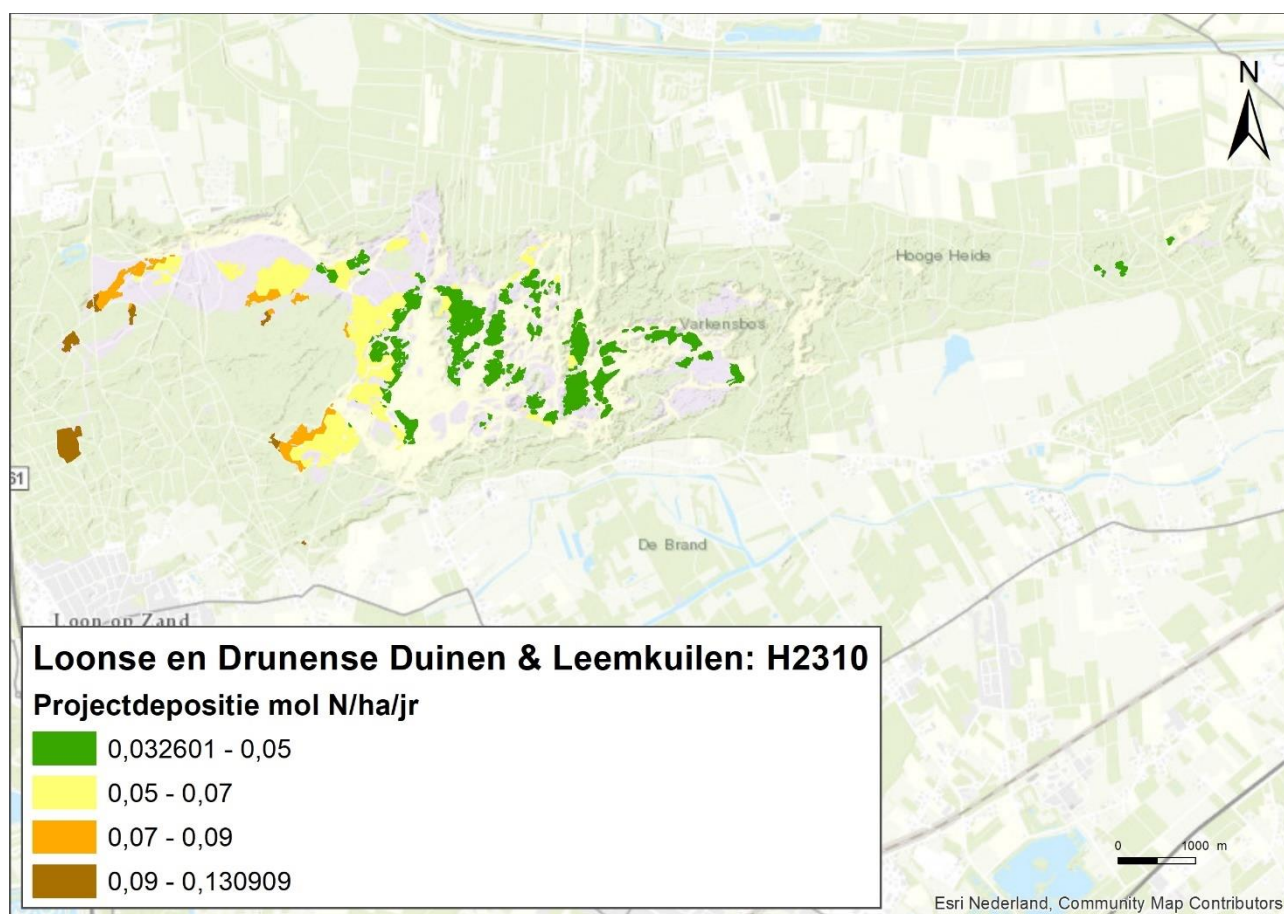 N
Hooge Heide
Varkensbos
61
De Brand
Loon op Zand
Loonse en Drunense Duinen & Leemkuilen: H2310
Projectdepositie mol N/ha/jr
0,032601 - 0,05
0,05 - 0,07
0,07 - 0,09
0,09 - 0,130909
0 1000 m
Esri Nederland, Community Map Contributors